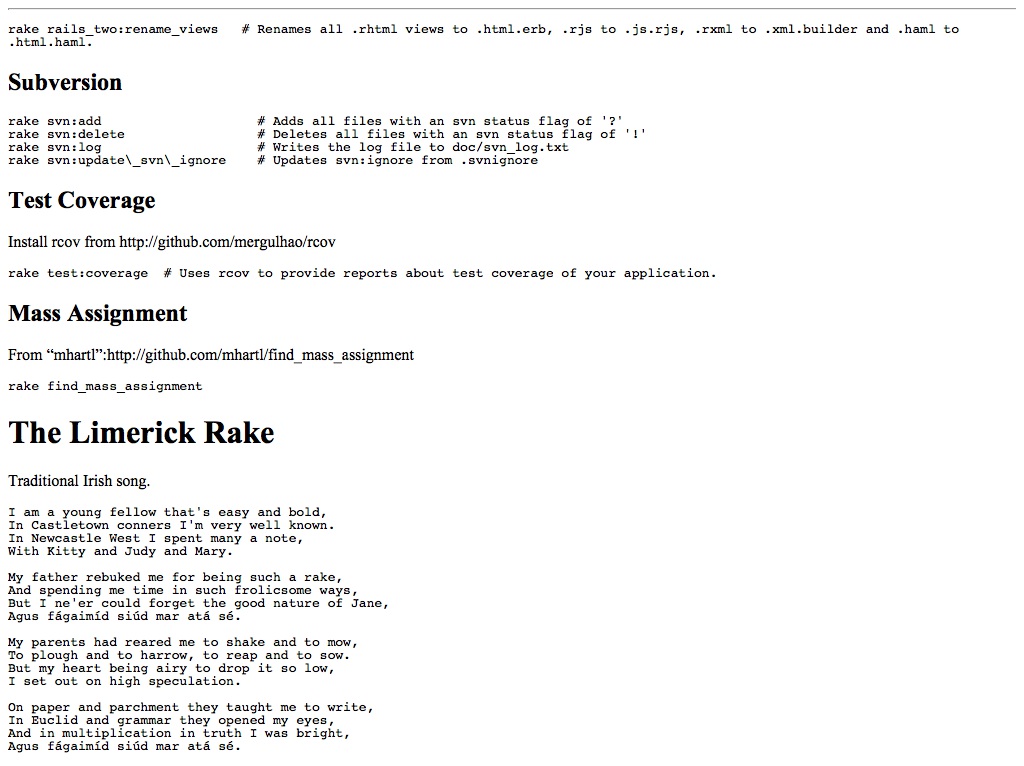 rake rails_two:rename_views   # Renames all .rhtml views to .html.erb, .rjs to .js.rjs, .rxml to .xml.builder and .haml to
.html.haml.
Subversion
rake svn:add                    # Adds all files with an svn status flag of '?'
rake svn:delete                 # Deletes all files with an svn status flag of '!'
rake svn:log                    # Writes the log file to doc/svn_log.txt
rake svn:update\_svn\_ignore    # Updates svn:ignore from .svnignore
Test Coverage
Install rcov from http://github.com/mergulhao/rcov
rake test:coverage  # Uses rcov to provide reports about test coverage of your application.
Mass Assignment
From “mhartl”:http://github.com/mhartl/find_mass_assignment
rake find_mass_assignment
The Limerick Rake
Traditional Irish song.
I am a young fellow that's easy and bold,
In Castletown conners I'm very well known.
In Newcastle West I spent many a note,
With Kitty and Judy and Mary.
My father rebuked me for being such a rake,
And spending me time in such frolicsome ways,
But I ne'er could forget the good nature of Jane,
Agus fágaimíd siúd mar atá sé.
My parents had reared me to shake and to mow,
To plough and to harrow, to reap and to sow.
But my heart being airy to drop it so low,
I set out on high speculation.
On paper and parchment they taught me to write,
In Euclid and grammar they opened my eyes,
And in multiplication in truth I was bright,
Agus fágaimíd siúd mar atá sé.